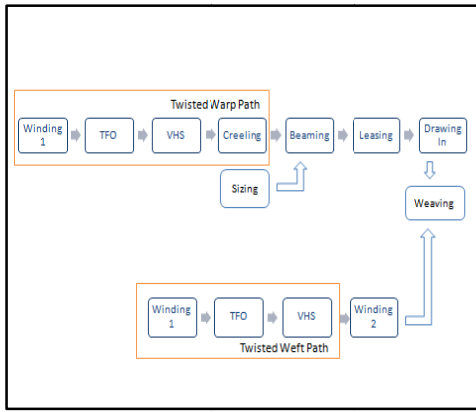 Twisted Warp Path
Winding
1
TFO
VHS
Creeling
Beaming
Leasing
Drawing
In
Sizing
Weaving
Winding
1
TFO
VHS
Winding
2
Twisted Weft Path